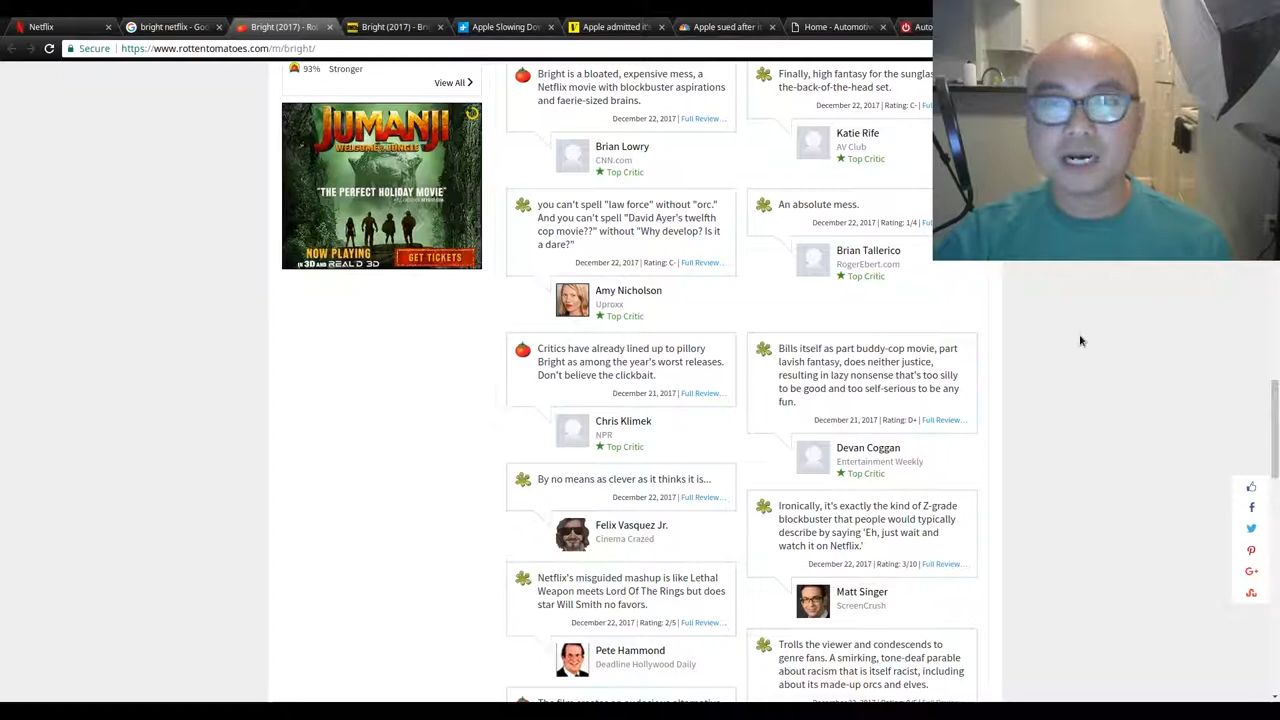 Netflix
bright netflix - Goo
Bright (2017) - Ro
Bright (2017) - Bri
Apple Slowing Dov
Apple admitted it's
Apple sued after it
Home - Automotiv
Auto
Secure
https://www.rottentomatoes.com/m/bright/
93% Stronger
View All
JUMANJI
WELCOME TO THE JUNGLE
"THE PERFECT HOLIDAY MOVIE"
NOW PLAYING
IN 3D AND REAL D 3D
GET TICKETS
Bright is a bloated, expensive mess, a
Netflix movie with blockbuster aspirations
and faerie-sized brains.
December 22, 2017 | Full Review…
Brian Lowry
CNN.com
Top Critic
Finally, high fantasy for the sunglas
the-back-of-the-head set.
December 22, 2017 | Rating: C- | Ful
Katie Rife
AV Club
Top Critic
you can't spell "law force" without "orc."
And you can't spell "David Ayer's twelfth
cop movie??" without "Why develop? Is it
a dare?"
December 22, 2017 | Rating: C- | Full Review…
Amy Nicholson
Uproxx
Top Critic
An absolute mess.
December 22, 2017 | Rating: 1/4 | Ful
Brian Tallerico
RogerEbert.com
Top Critic
Critics have already lined up to pillory
Bright as among the year's worst releases.
Don't believe the clickbait.
December 21, 2017 | Full Review…
Chris Klimek
NPR
Top Critic
Bills itself as part buddy-cop movie, part
lavish fantasy, does neither justice,
resulting in lazy nonsense that's too silly
to be good and too self-serious to be any
fun.
December 21, 2017 | Rating: D+ | Full Review…
Devan Coggan
Entertainment Weekly
Top Critic
By no means as clever as it thinks it is...
December 22, 2017 | Full Review…
Felix Vasquez Jr.
Cinema Crazed
Ironically, it's exactly the kind of Z-grade
blockbuster that people would typically
describe by saying 'Eh, just wait and
watch it on Netflix.'
December 22, 2017 | Rating: 3/10 | Full Review…
Matt Singer
ScreenCrush
Netflix's misguided mashup is like Lethal
Weapon meets Lord Of The Rings but does
star Will Smith no favors.
December 22, 2017 | Rating: 2/5 | Full Review…
Pete Hammond
Deadline Hollywood Daily
Trolls the viewer and condescends to
genre fans. A smirking, tone-deaf parable
about racism that is itself racist, including
about its made-up orcs and elves.